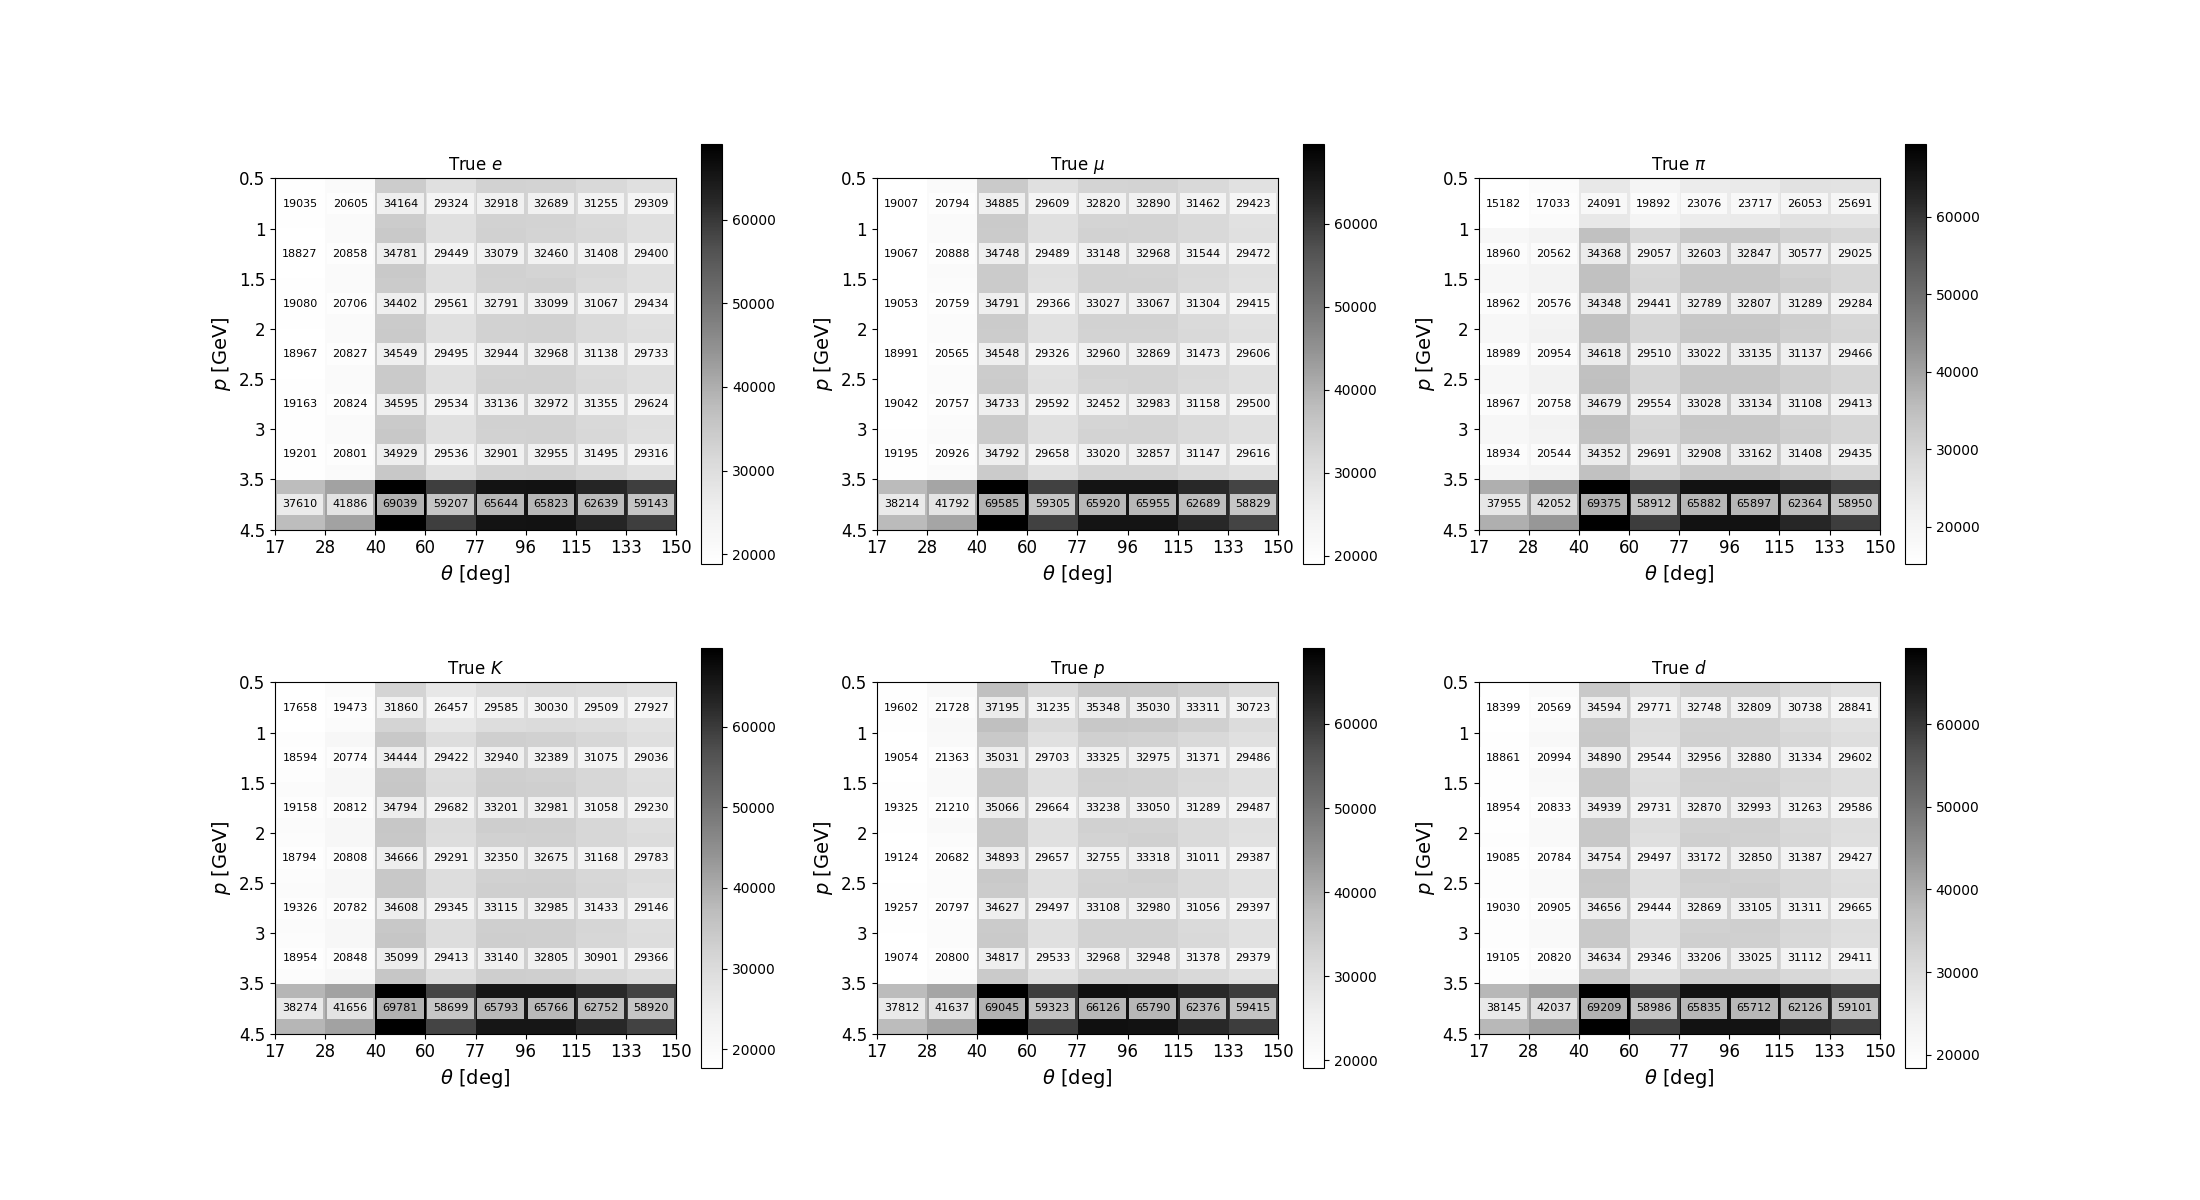 True e
0.5
1
1.5
2
2.5
3
3.5
4.5
p [GeV]
19035 20605 34164 29324 32918 32689 31255 29309
18827 20858 34781 29449 33079 32460 31408 29400
19080 20706 34402 29561 32791 33099 31067 29434
18967 20827 34549 29495 32944 32968 31138 29733
19163 20824 34595 29534 33136 32972 31355 29624
19201 20801 34929 29536 32901 32955 31495 29316
37610 41886 69039 59207 65644 65823 62639 59143
17 28 40 60 77 96 115 133 150
θ [deg]
60000
50000
40000
30000
20000
True μ
0.5
1
1.5
2
2.5
3
3.5
4.5
p [GeV]
19007 20794 34885 29609 32820 32890 31462 29423
19067 20888 34748 29489 33148 32968 31544 29472
19053 20759 34791 29366 33027 33067 31304 29415
18991 20565 34548 29326 32960 32869 31473 29606
19042 20757 34733 29592 32452 32983 31158 29500
19195 20926 34792 29658 33020 32857 31147 29616
38214 41792 69585 59305 65920 65955 62689 58829
17 28 40 60 77 96 115 133 150
θ [deg]
60000
50000
40000
30000
20000
True π
0.5
1
1.5
2
2.5
3
3.5
4.5
p [GeV]
15182 17033 24091 19892 23076 23717 26053 25691
18960 20562 34368 29057 32603 32847 30577 29025
18962 20576 34348 29441 32789 32807 31289 29284
18989 20954 34618 29510 33022 33135 31137 29466
18967 20758 34679 29554 33028 33134 31108 29413
18934 20544 34352 29691 32908 33162 31408 29435
37955 42052 69375 58912 65882 65897 62364 58950
17 28 40 60 77 96 115 133 150
θ [deg]
60000
50000
40000
30000
20000
True K
0.5
1
1.5
2
2.5
3
3.5
4.5
p [GeV]
17658 19473 31860 26457 29585 30030 29509 27927
18594 20774 34444 29422 32940 32389 31075 29036
19158 20812 34794 29682 33201 32981 31058 29230
18794 20808 34666 29291 32350 32675 31168 29783
19326 20782 34608 29345 33115 32985 31433 29146
18954 20848 35099 29413 33140 32805 30901 29366
38274 41656 69781 58699 65793 65766 62752 58920
17 28 40 60 77 96 115 133 150
θ [deg]
60000
50000
40000
30000
20000
True p
0.5
1
1.5
2
2.5
3
3.5
4.5
p [GeV]
19602 21728 37195 31235 35348 35030 33311 30723
19054 21363 35031 29703 33325 32975 31371 29486
19325 21210 35066 29664 33238 33050 31289 29487
19124 20682 34893 29657 32755 33318 31011 29387
19257 20797 34627 29497 33108 32980 31056 29397
19074 20800 34817 29533 32968 32948 31378 29379
37812 41637 69045 59323 66126 65790 62376 59415
17 28 40 60 77 96 115 133 150
θ [deg]
60000
50000
40000
30000
20000
True d
0.5
1
1.5
2
2.5
3
3.5
4.5
p [GeV]
18399 20569 34594 29771 32748 32809 30738 28841
18861 20994 34890 29544 32956 32880 31334 29602
18954 20833 34939 29731 32870 32993 31263 29586
19085 20784 34754 29497 33172 32850 31387 29427
19030 20905 34656 29444 32869 33105 31311 29665
19105 20820 34634 29346 33206 33025 31112 29411
38145 42037 69209 58986 65835 65712 62126 59101
17 28 40 60 77 96 115 133 150
θ [deg]
60000
50000
40000
30000
20000